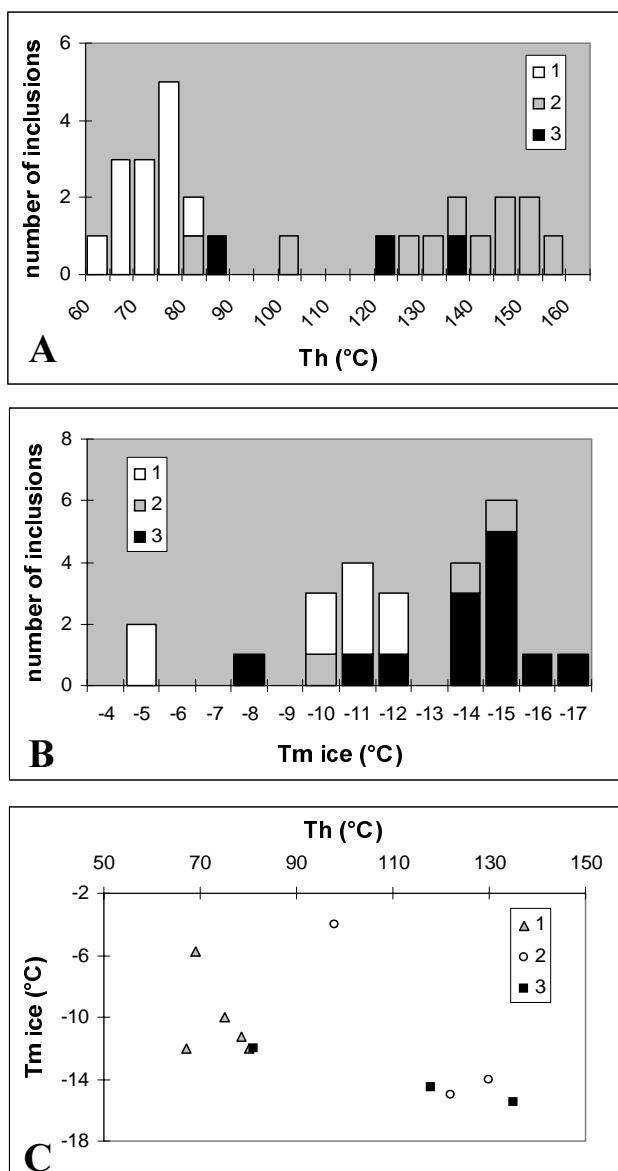 6
4
2
0
number of inclusions
1
2
3
60 70 80 90 100 120 130 140 150 160
Th (°C)
A
8
6
4
2
0
number of inclusions
1
2
3
-4 -5 -6 -7 -8 -9 -10 -11 -12 -13 -14 -15 -16 -17
Tm ice (°C)
B
Th (°C)
50 70 90 110 130 150
-2
-6
-10
-14
-18
Tm ice (°C)
1
2
3
C